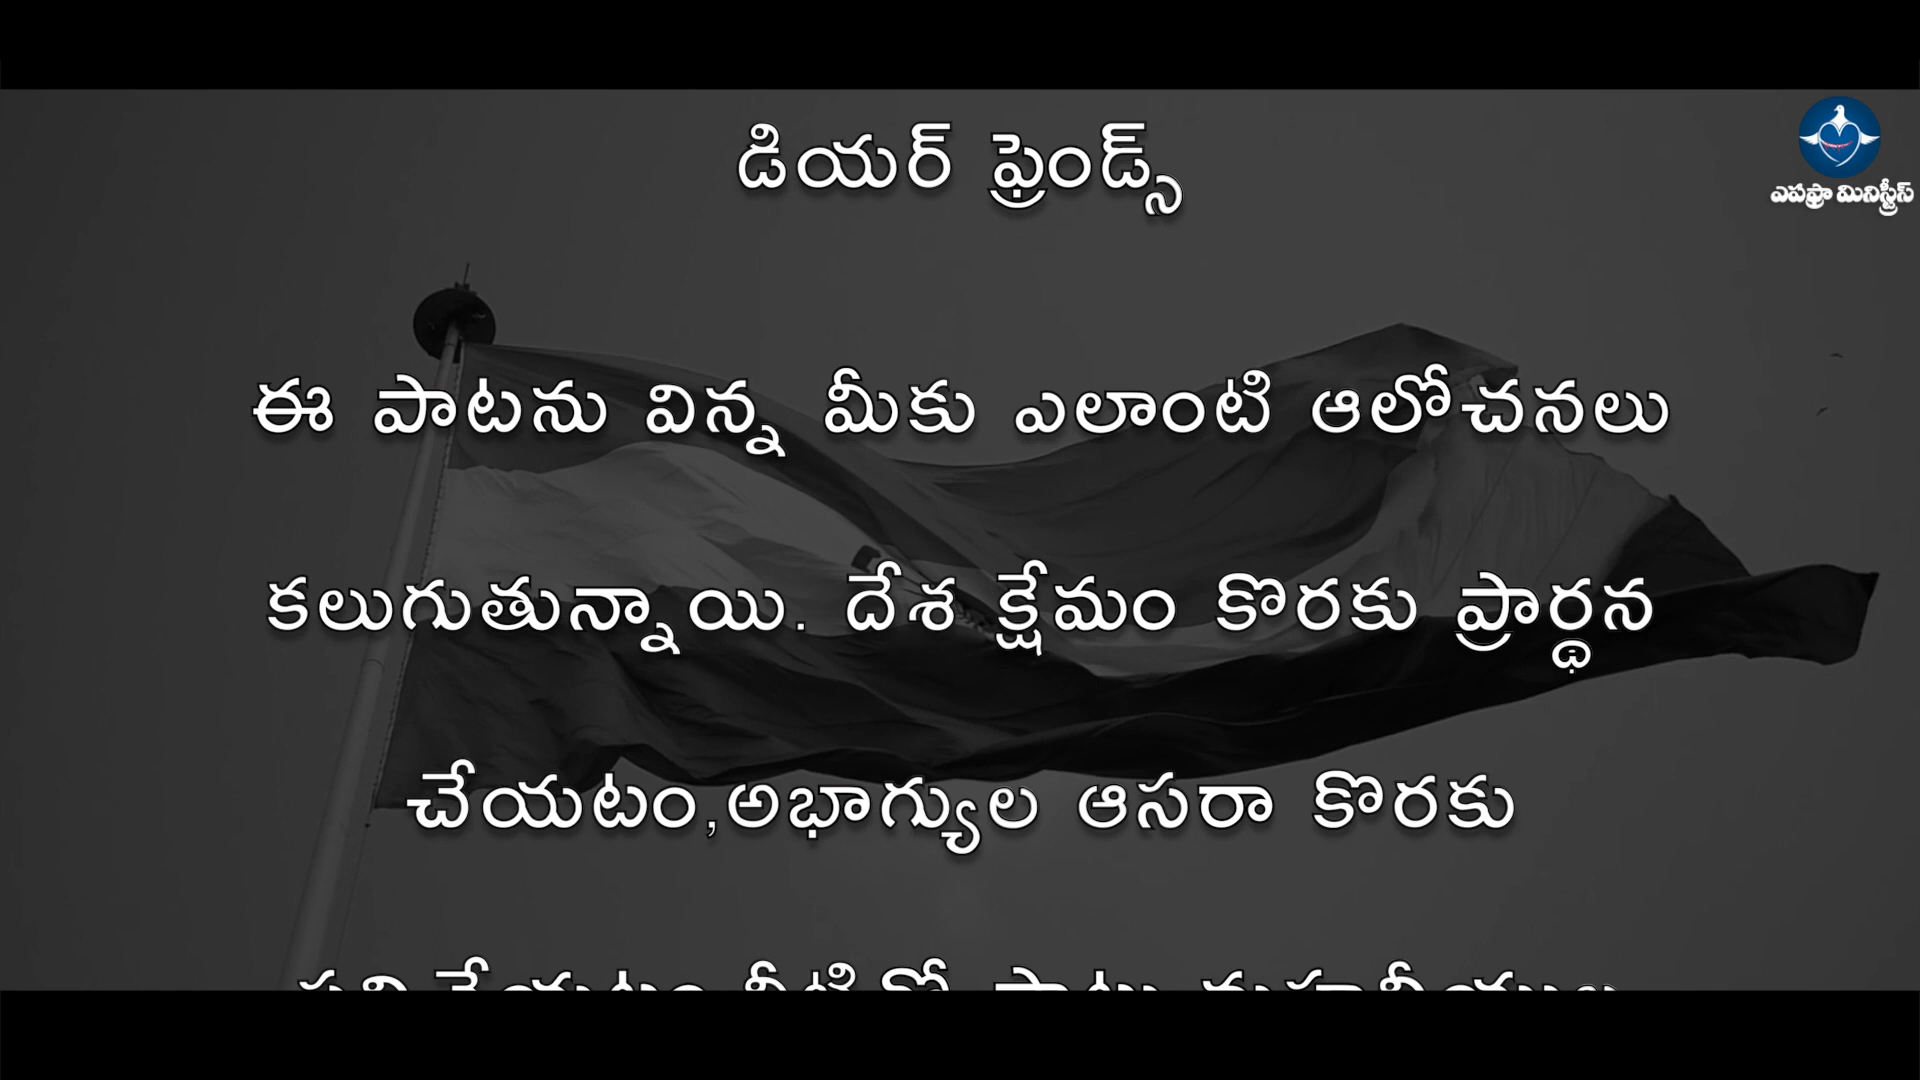 డియర్ ఫ్రెండ్స్
ఎపఫ్రా మినిస్ట్రీస్
ఈ పాటను విన్న మీకు ఎలాంటి ఆలోచనలు
కలుగుతున్నాయి. దేశ క్షేమం కొరకు ప్రార్థన
చేయటం,అభాగ్యుల ఆసరా కొరకు